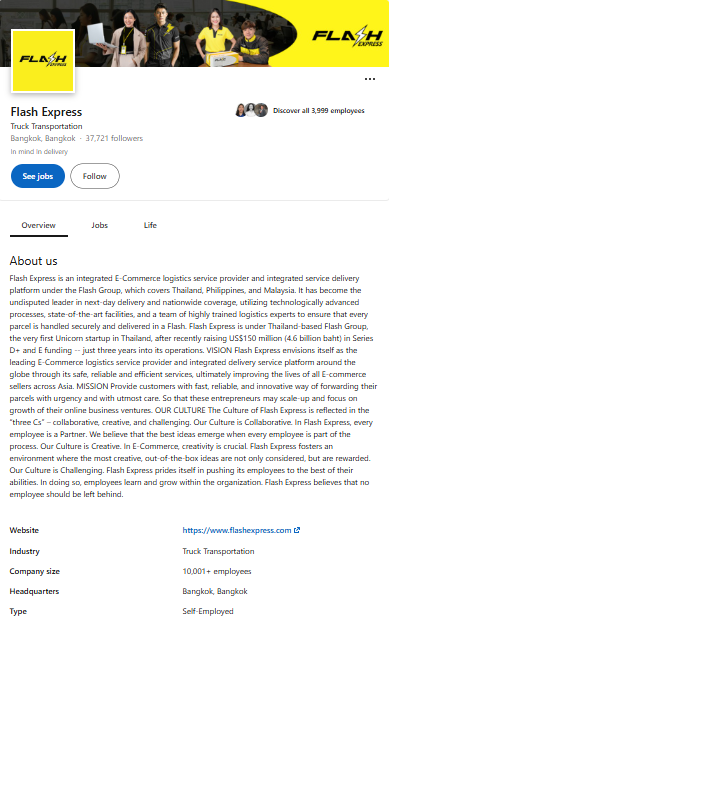 FLASH
EXPRESS
FLASH
EXPRESS
Flash Express
Discover all 3,999 employees
Truck Transportation
Bangkok, Bangkok · 37,721 followers
In mind In delivery
See jobs
Follow
Overview
Jobs
Life
About us
Flash Express is an integrated E-Commerce logistics service provider and integrated service delivery
platform under the Flash Group, which covers Thailand, Philippines, and Malaysia. It has become the
undisputed leader in next-day delivery and nationwide coverage, utilizing technologically advanced
processes, state-of-the-art facilities, and a team of highly trained logistics experts to ensure that every
parcel is handled securely and delivered in a Flash. Flash Express is under Thailand-based Flash Group,
the very first Unicorn startup in Thailand, after recently raising US$150 million (4.6 billion baht) in Series
D+ and E funding -- just three years into its operations. VISION Flash Express envisions itself as the
leading E-Commerce logistics service provider and integrated delivery service platform around the
globe through its safe, reliable and efficient services, ultimately improving the lives of all E-commerce
sellers across Asia. MISSION Provide customers with fast, reliable, and innovative way of forwarding their
parcels with urgency and with utmost care. So that these entrepreneurs may scale-up and focus on
growth of their online business ventures. OUR CULTURE The Culture of Flash Express is reflected in the
"three Cs" – collaborative, creative, and challenging. Our Culture is Collaborative. In Flash Express, every
employee is a Partner. We believe that the best ideas emerge when every employee is part of the
process. Our Culture is Creative. In E-Commerce, creativity is crucial. Flash Express fosters an
environment where the most creative, out-of-the-box ideas are not only considered, but are rewarded.
Our Culture is Challenging. Flash Express prides itself in pushing its employees to the best of their
abilities. In doing so, employees learn and grow within the organization. Flash Express believes that no
employee should be left behind.
Website
https://www.flashexpress.com
Industry
Truck Transportation
Company size
10,001+ employees
Headquarters
Bangkok, Bangkok
Type
Self-Employed